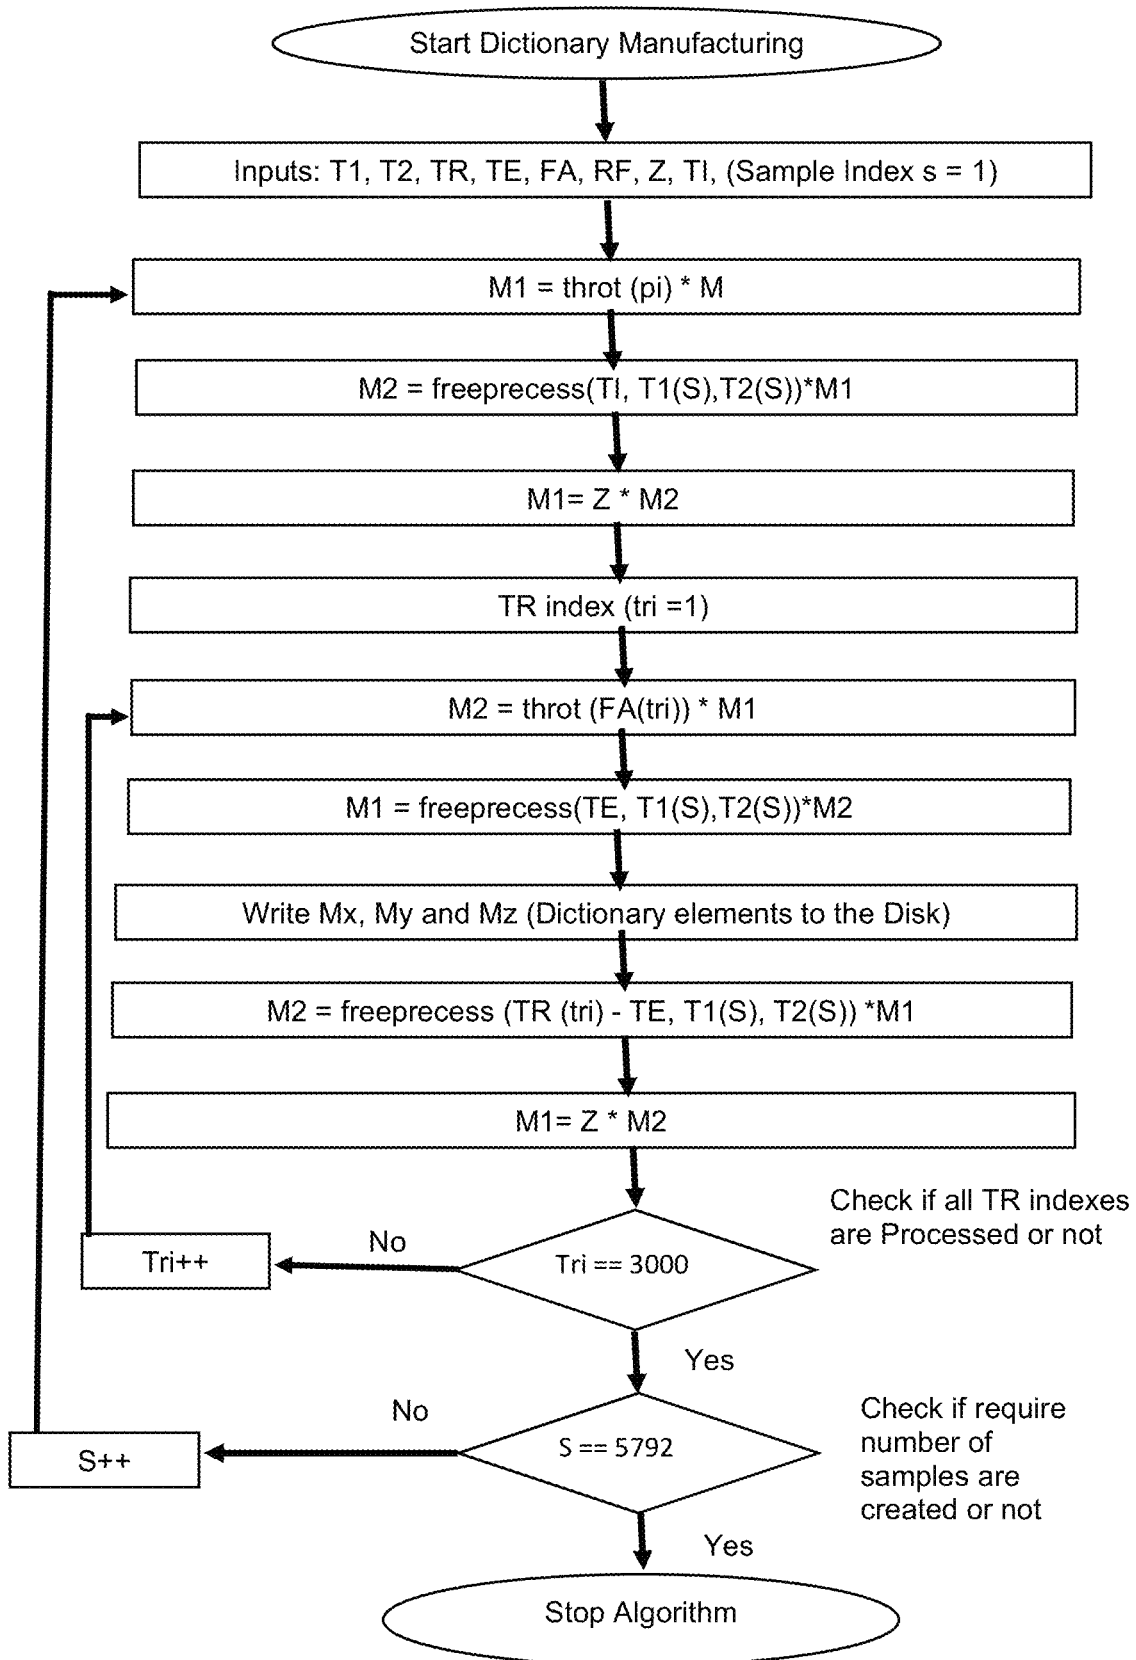 Start Dictionary Manufacturing
Inputs: T1, T2, TR, TE, FA, RF, Z, TI, (Sample Index s = 1)
M1 = throt (pi) * M
M2 = freeprecess(TI, T1(S),T2(S))*M1
M1= Z * M2
TR index (tri =1)
M2 = throt (FA(tri)) * M1
M1 = freeprecess(TE, T1(S),T2(S))*M2
Write Mx, My and Mz (Dictionary elements to the Disk)
M2 = freeprecess (TR (tri) - TE, T1(S), T2(S)) *M1
M1= Z * M2
Check if all TR indexes
are Processed or not
No
Tri++
Tri == 3000
Yes
No
Check if require
number of
samples are
created or not
S++
S == 5792
Yes
Stop Algorithm